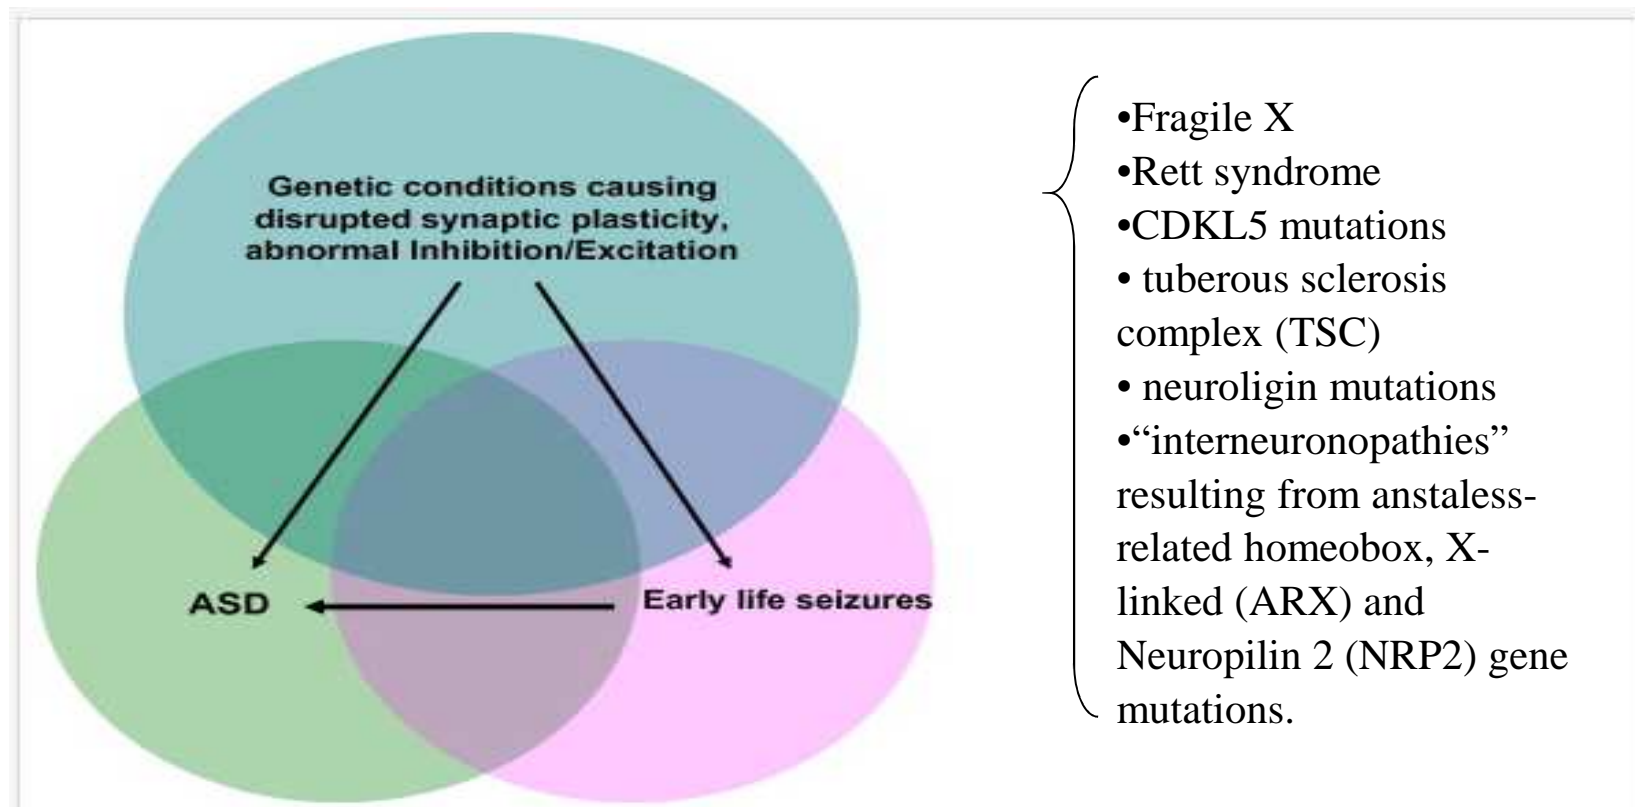 Genetic conditions causing
disrupted synaptic plasticity,
abnormal Inhibition/Excitation
ASD
Early life seizures
•Fragile X
•Rett syndrome
•CDKL5 mutations
• tuberous sclerosis
complex (TSC)
• neuroligin mutations
•“interneuronopathies”
resulting from anstaless-
related homeobox, X-
linked (ARX) and
Neuropilin 2 (NRP2) gene
mutations.